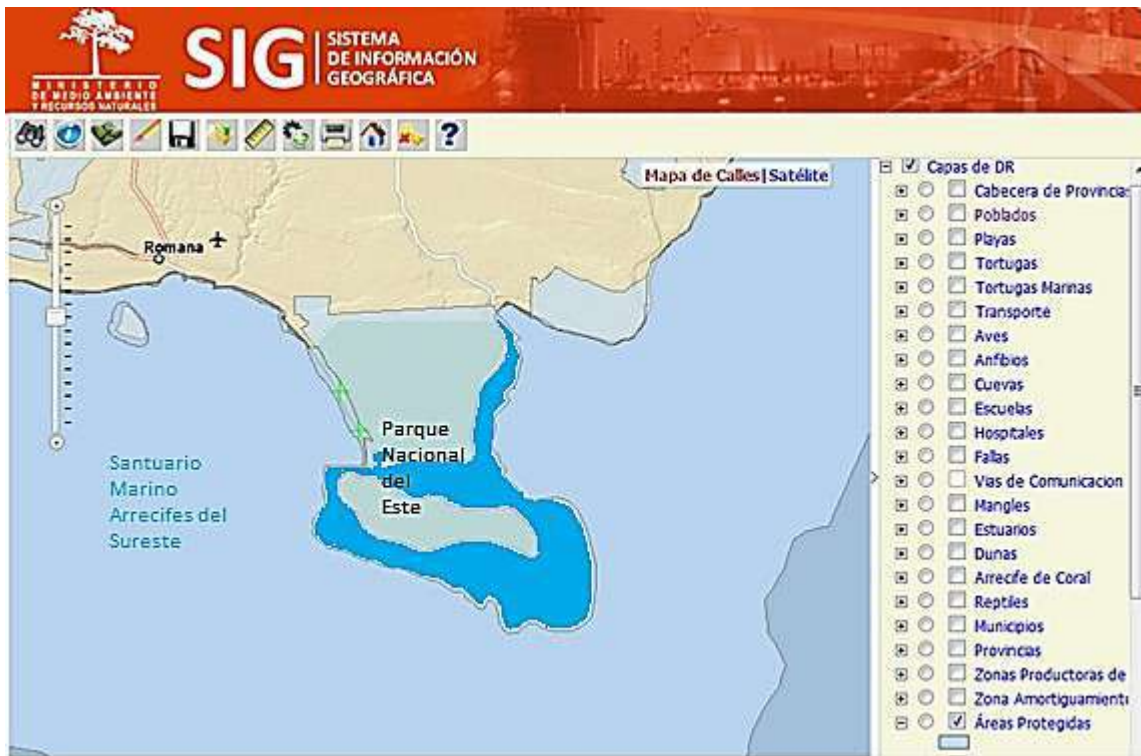 MINISTERIO
DE MEDIO AMBIENTE
Y RECURSOS NATURALES
SIG
SISTEMA
DE INFORMACIÓN
GEOGRÁFICA
?
Mapa de Calles|Satélite
Romana
Parque
Nacional
del
Este
Santuario
Marino
Arrecifes del
Sureste
Capas de DR
Cabecera de Provincias
Poblados
Playas
Tortugas
Tortugas Marinas
Transporte
Aves
Anfibios
Cuevas
Escuelas
Hospitales
Fallas
Vias de Comunicacion
Mangles
Estuarios
Dunas
Arrecife de Coral
Reptiles
Municipios
Provincias
Zonas Productoras de
Zona Amortiguamient
Áreas Protegidas